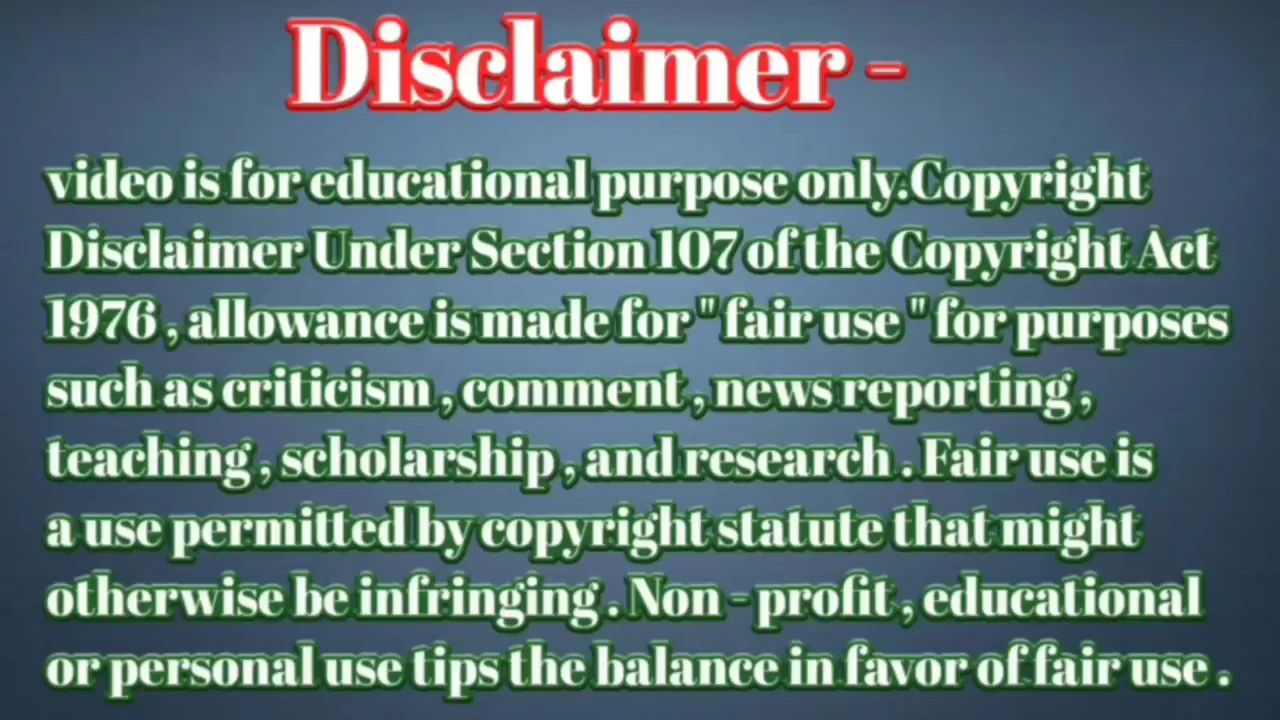 Disclaimer -
video is for educational purpose only.Copyright
Disclaimer Under Section 107 of the Copyright Act
1976 , allowance is made for " fair use " for purposes
such as criticism , comment , news reporting ,
teaching , scholarship , and research . Fair use is
a use permitted by copyright statute that might
otherwise be infringing . Non - profit , educational
or personal use tips the balance in favor of fair use .